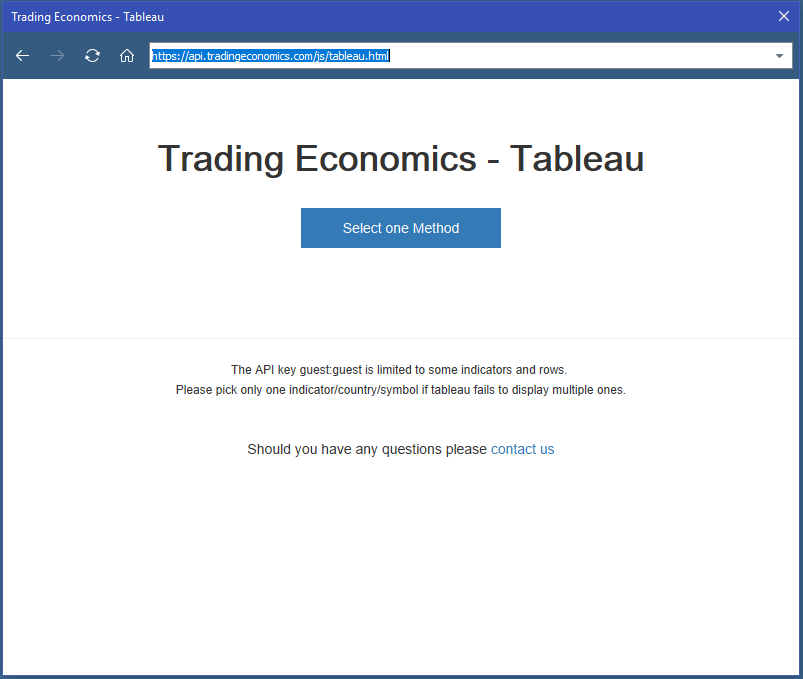 Trading Economics - Tableau
https://api.tradingeconomics.com/js/tableau.html
Trading Economics - Tableau
Select one Method
The API key guest:guest is limited to some indicators and rows.
Please pick only one indicator/country/symbol if tableau fails to display multiple ones.
Should you have any questions please contact us